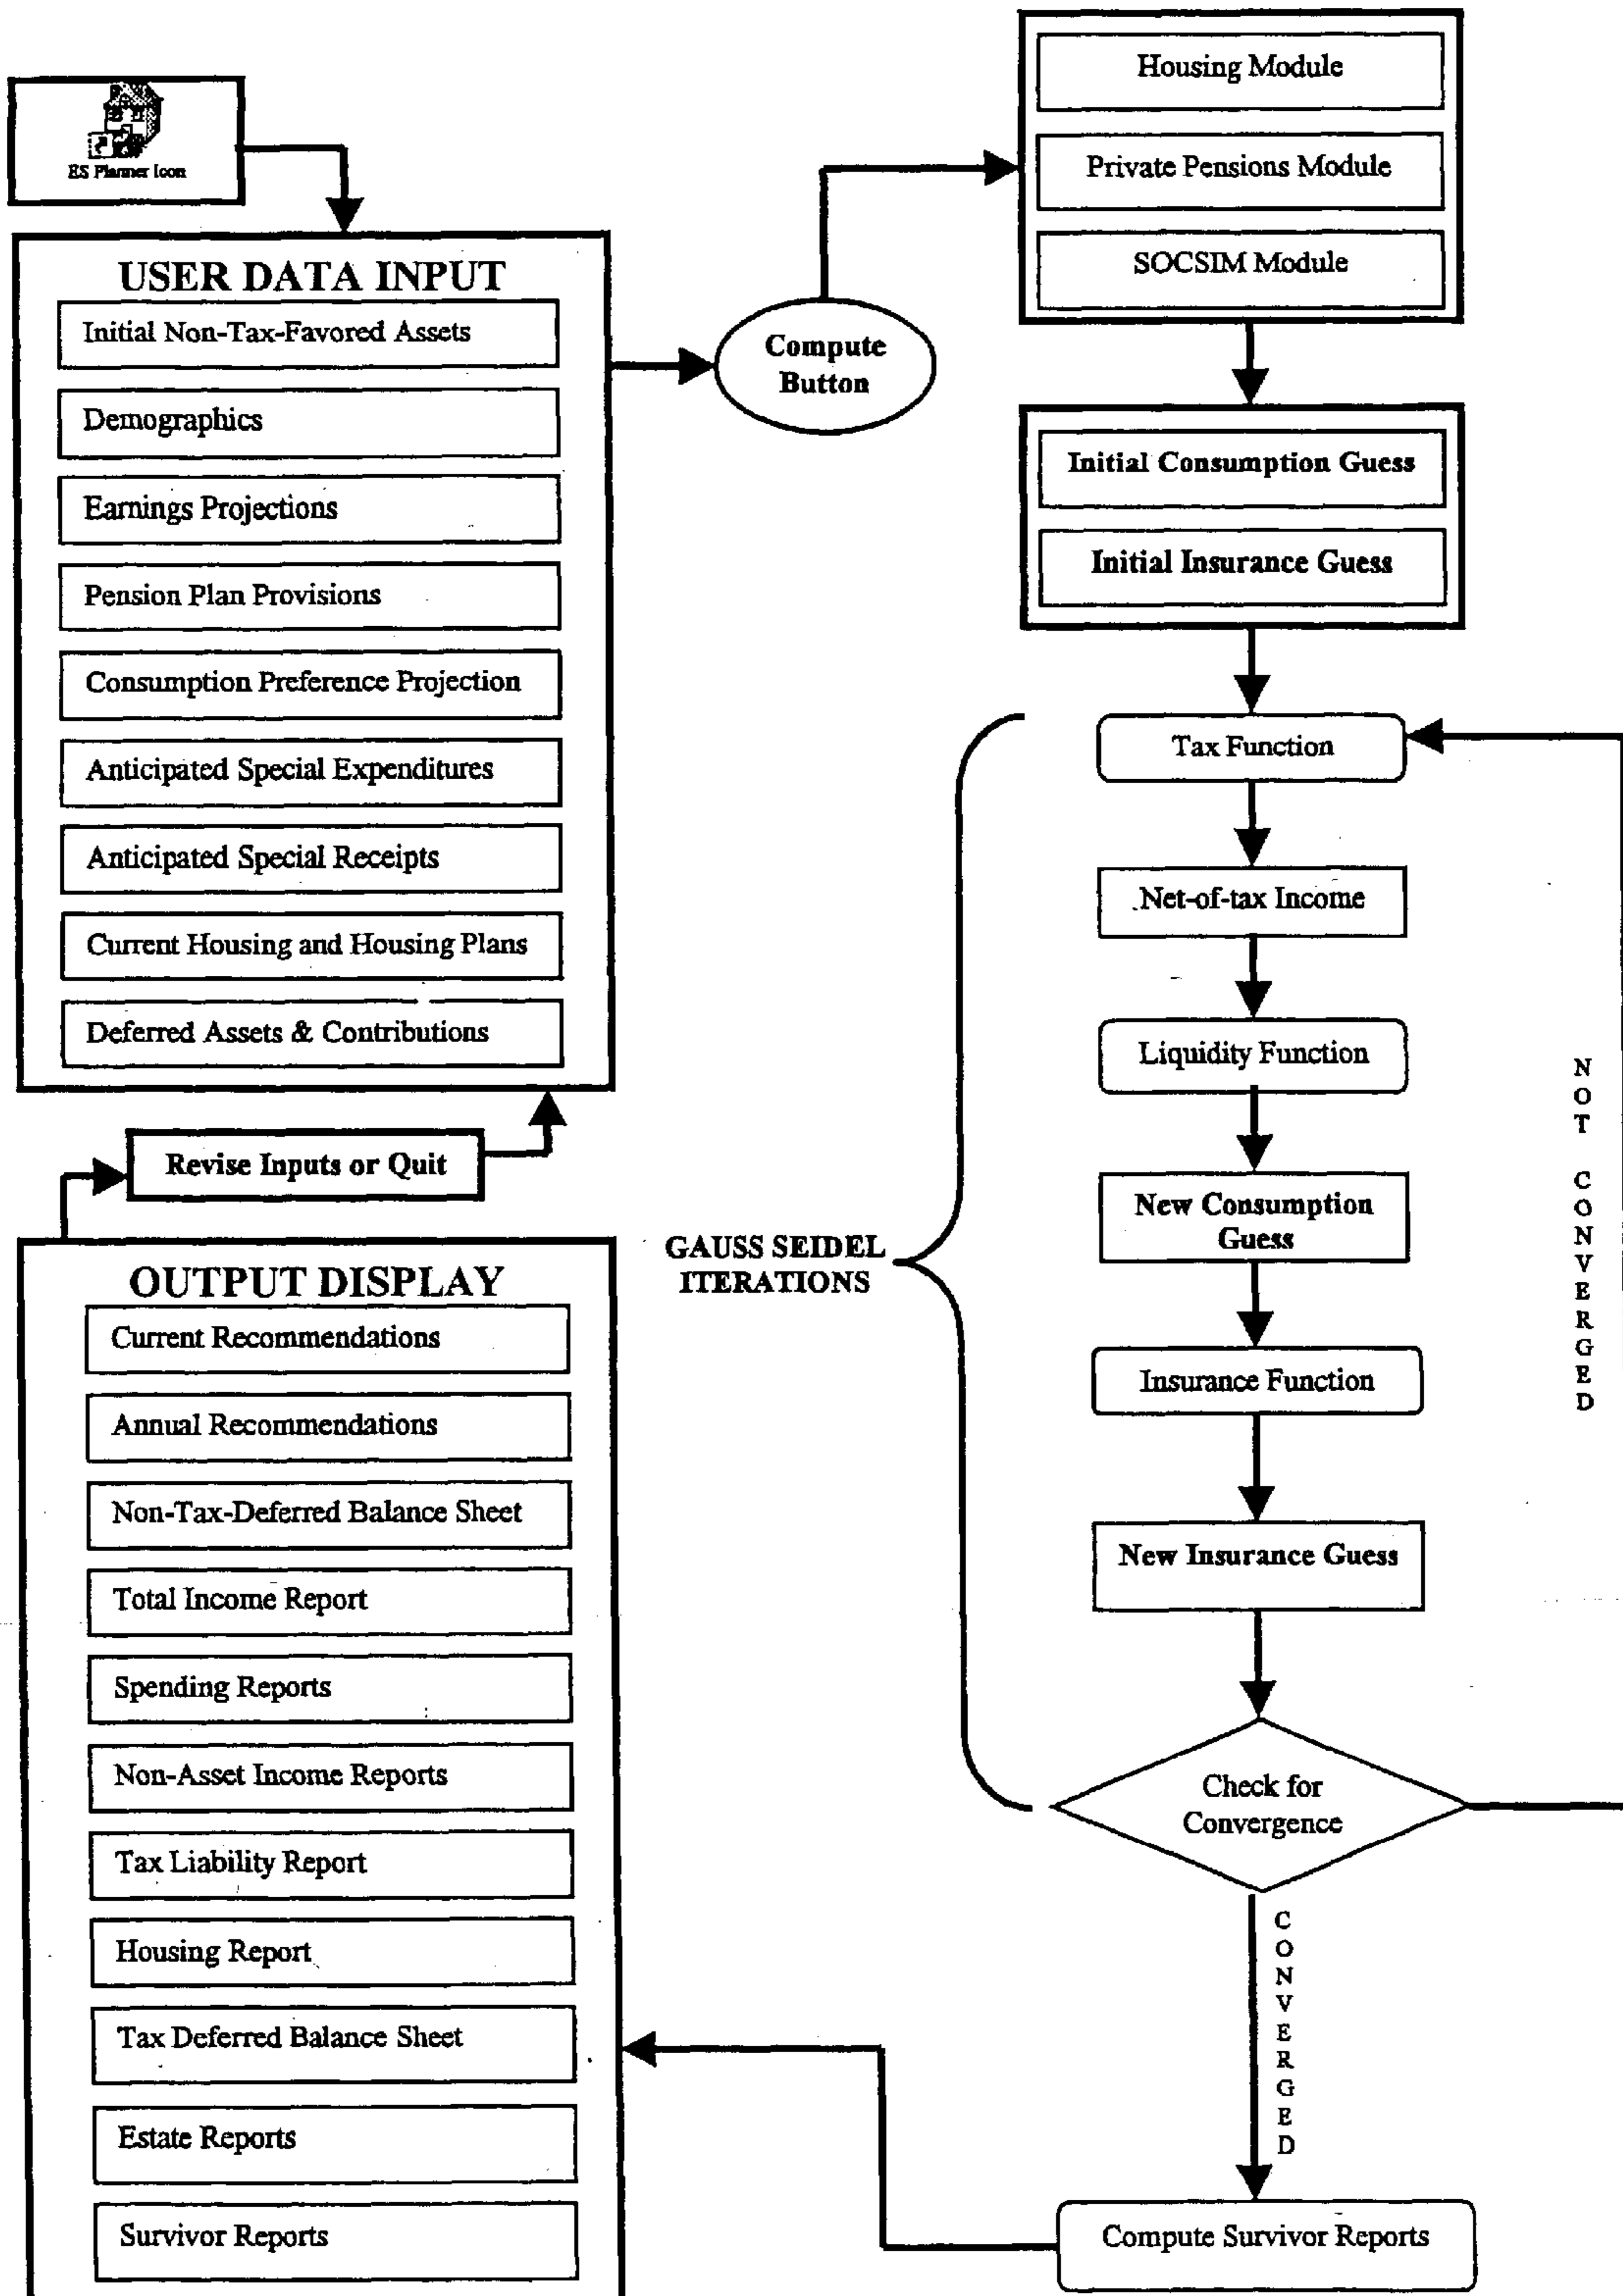 ES Planner Icon
USER DATA INPUT
Initial Non-Tax-Favored Assets
Demographics
Earnings Projections
Pension Plan Provisions
Consumption Preference Projection
Anticipated Special Expenditures
Anticipated Special Receipts
Current Housing and Housing Plans
Deferred Assets & Contributions
Revise Inputs or Quit
OUTPUT DISPLAY
Current Recommendations
Annual Recommendations
Non-Tax-Deferred Balance Sheet
Total Income Report
Spending Reports
Non-Asset Income Reports
Tax Liability Report
Housing Report
Tax Deferred Balance Sheet
Estate Reports
Survivor Reports
Compute
Button
Housing Module
Private Pensions Module
SOCSIM Module
Initial Consumption Guess
Initial Insurance Guess
GAUSS SEIDEL
ITERATIONS
Tax Function
Net-of-tax Income
Liquidity Function
New Consumption
Guess
Insurance Function
New Insurance Guess
Check for
Convergence
NOT CONVERGED
CONVERGED
Compute Survivor Reports